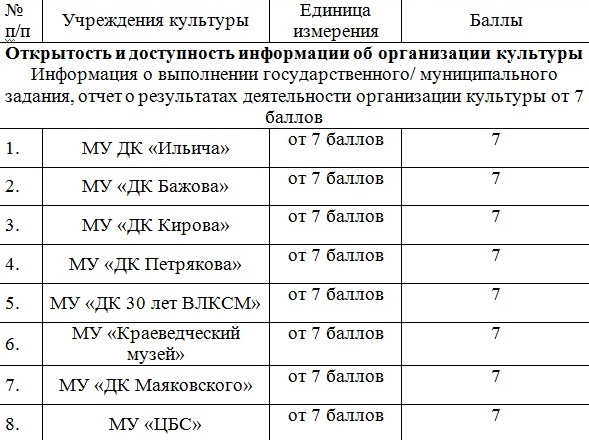 № Учреждения культуры Единица Баллы
п/п измерения
Открытость и доступность информации об организации культуры
Информация о выполнении государственного/ муниципального
задания, отчет о результатах деятельности организации культуры от 7
баллов
1. МУ ДК «Ильича» от 7 баллов 7
2. МУ «ДК Бажова» от 7 баллов 7
3. МУ «ДК Кирова» от 7 баллов 7
4. МУ «ДК Петрякова» от 7 баллов 7
5. МУ «ДК 30 лет ВЛКСМ» от 7 баллов 7
6. МУ «Краеведческий от 7 баллов 7
музей»
7. МУ «ДК Маяковского» от 7 баллов 7
8. МУ «ЦБС» от 7 баллов 7